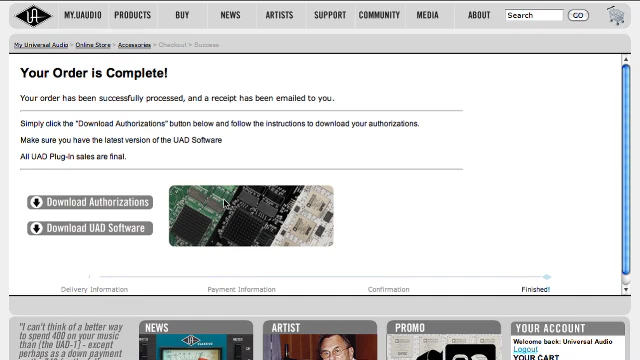 UA MY.UAUDIO PRODUCTS BUY NEWS ARTISTS SUPPORT COMMUNITY MEDIA ABOUT Search GO
My Universal Audio > Online Store > Accessories > Checkout > Success
Your Order is Complete!
Your order has been successfully processed, and a receipt has been emailed to you.
Simply click the "Download Authorizations" button below and follow the instructions to download your authorizations.
Make sure you have the latest version of the UAD Software
All UAD Plug-In sales are final.
Download Authorizations
Download UAD Software
Delivery Information Payment Information Confirmation Finished!
"I can't think of a better way
to spend 400 on your music
than [the UAD-1] - except
perhaps as a down payment
NEWS
ARTIST
PROMO
YOUR ACCOUNT
Welcome back: Universal Audio
Logout
YOUR CART